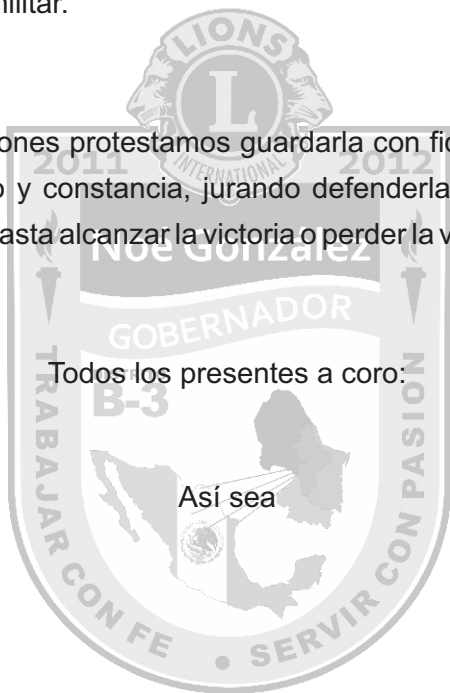 militar.
LIONS
L
INTERNATIONAL
ones protestamos guardarla con fid
2011 2012
o y constancia, jurando defenderla
asta alcanzar la victoria o perder la v
Noé González
GOBERNADOR
Todos los presentes a coro:
B-3
Así sea
TRABAJAR CON FE • SERVIR CON PASION